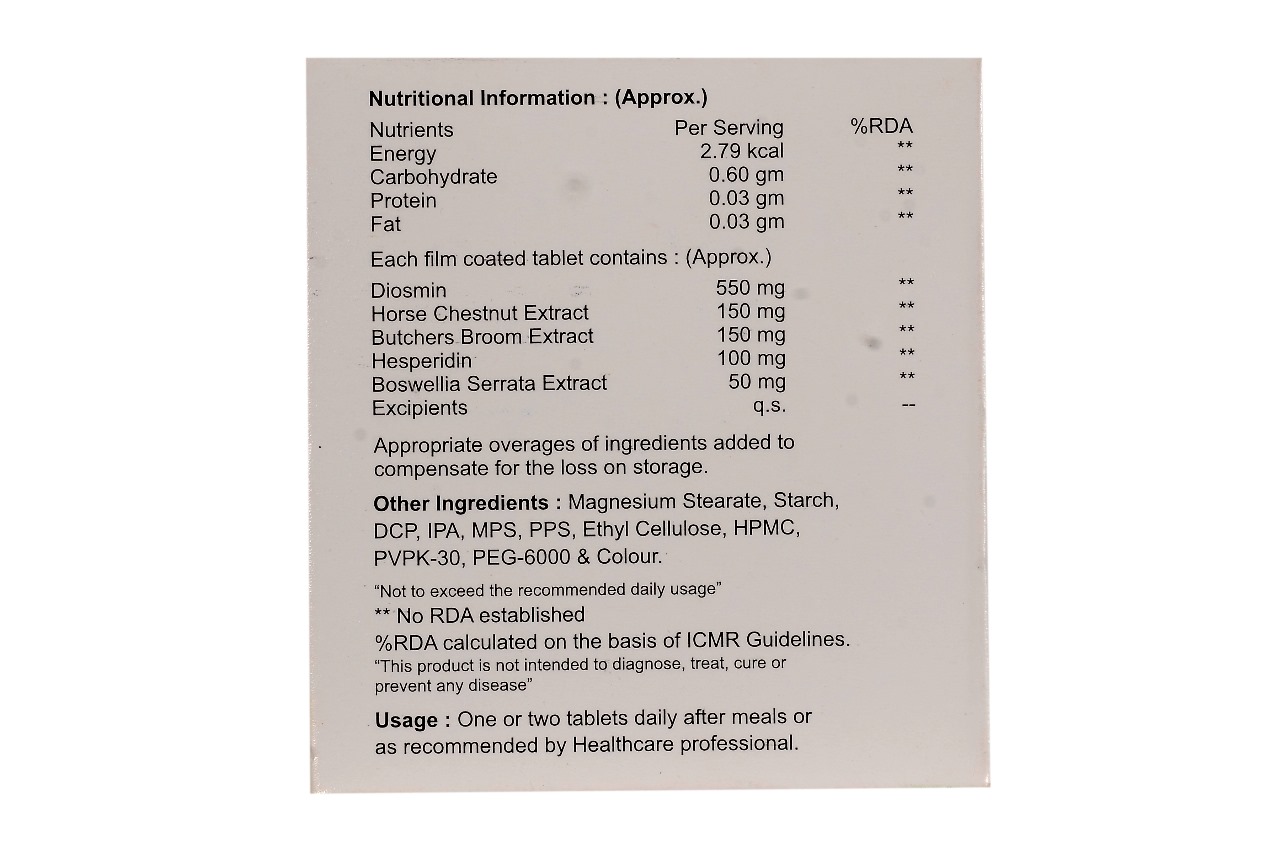 Nutritional Information : (Approx.)
Nutrients Per Serving %RDA
Energy 2.79 kcal **
Carbohydrate 0.60 gm **
Protein 0.03 gm **
Fat 0.03 gm **
Each film coated tablet contains : (Approx.)
Diosmin 550 mg **
Horse Chestnut Extract 150 mg **
Butchers Broom Extract 150 mg **
Hesperidin 100 mg **
Boswellia Serrata Extract 50 mg **
Excipients q.s. --
Appropriate overages of ingredients added to
compensate for the loss on storage.
Other Ingredients : Magnesium Stearate, Starch,
DCP, IPA, MPS, PPS, Ethyl Cellulose, HPMC,
PVPK-30, PEG-6000 & Colour.
“Not to exceed the recommended daily usage”
** No RDA established
%RDA calculated on the basis of ICMR Guidelines.
“This product is not intended to diagnose, treat, cure or
prevent any disease”
Usage : One or two tablets daily after meals or
as recommended by Healthcare professional.